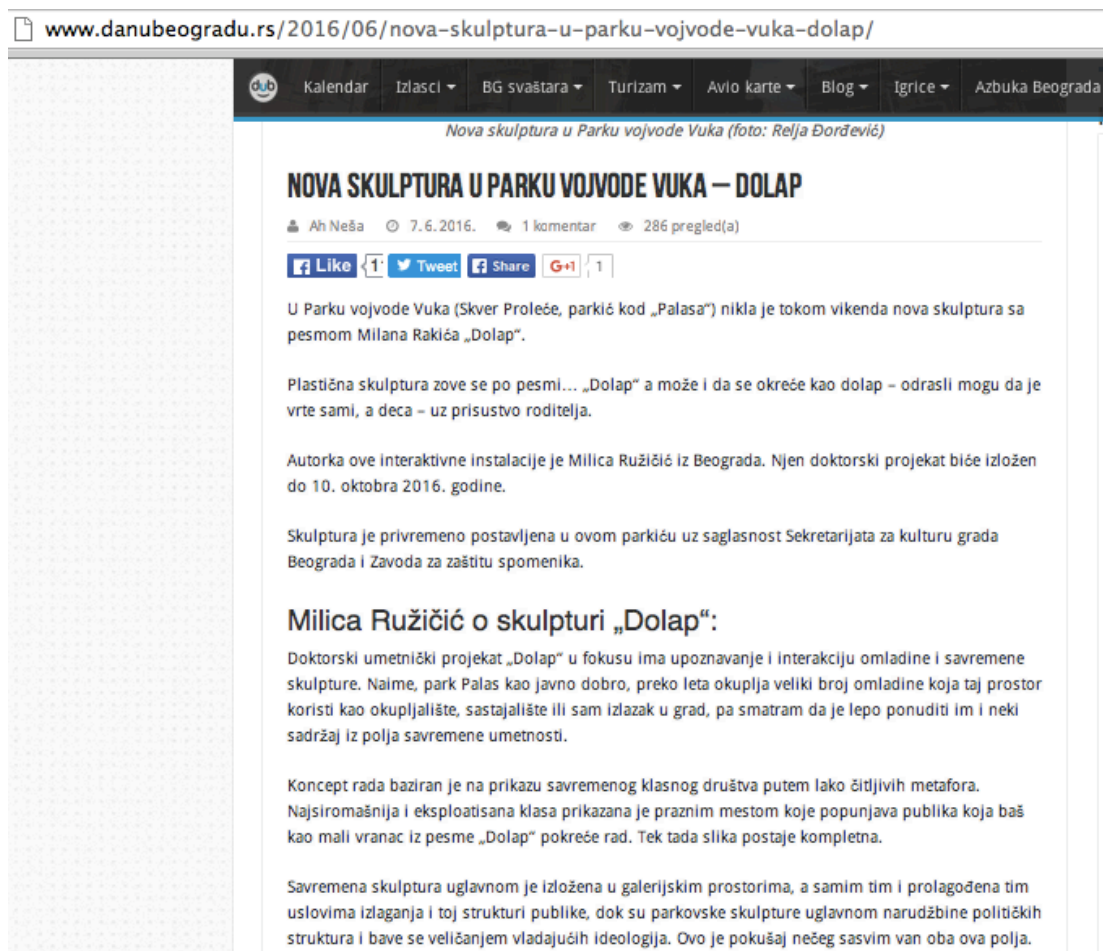 www.danubeogradu.rs/2016/06/nova-skulptura-u-parku-vojvode-vuka-dolap/
dub Kalendar Izlasci BG svaštara Turizam Avio karte Blog Igrice Azbuka Beograda
Nova skulptura u Parku vojvode Vuka (foto: Relja Đorđević)
NOVA SKULPTURA U PARKU VOJVODE VUKA — DOLAP
Ah Neša 7.6.2016. 1 komentar 286 pregled(a)
Like 1 Tweet Share G+1 1
U Parku vojvode Vuka (Skver Proleće, parkić kod „Palasa“) nikla je tokom vikenda nova skulptura sa
pesmom Milana Rakića „Dolap“.
Plastična skulptura zove se po pesmi… „Dolap“ a može i da se okreće kao dolap – odrasli mogu da je
vrte sami, a deca – uz prisustvo roditelja.
Autorka ove interaktivne instalacije je Milica Ružičić iz Beograda. Njen doktorski projekat biće izložen
do 10. oktobra 2016. godine.
Skulptura je privremeno postavljena u ovom parkiću uz saglasnost Sekretarijata za kulturu grada
Beograda i Zavoda za zaštitu spomenika.
Milica Ružičić o skulpturi „Dolap“:
Doktorski umetnički projekat „Dolap“ u fokusu ima upoznavanje i interakciju omladine i savremene
skulpture. Naime, park Palas kao javno dobro, preko leta okuplja veliki broj omladine koja taj prostor
koristi kao okupljalište, sastajalište ili sam izlazak u grad, pa smatram da je lepo ponuditi im i neki
sadržaj iz polja savremene umetnosti.
Koncept rada baziran je na prikazu savremenog klasnog društva putem lako čitljivih metafora.
Najsiromašnija i eksploatisana klasa prikazana je praznim mestom koje popunjava publika koja baš
kao mali vranac iz pesme „Dolap“ pokreće rad. Tek tada slika postaje kompletna.
Savremena skulptura uglavnom je izložena u galerijskim prostorima, a samim tim i prolagođena tim
uslovima izlaganja i toj strukturi publike, dok su parkovske skulpture uglavnom narudžbine političkih
struktura i bave se veličanjem vladajućih ideologija. Ovo je pokušaj nečeg sasvim van oba ova polja.